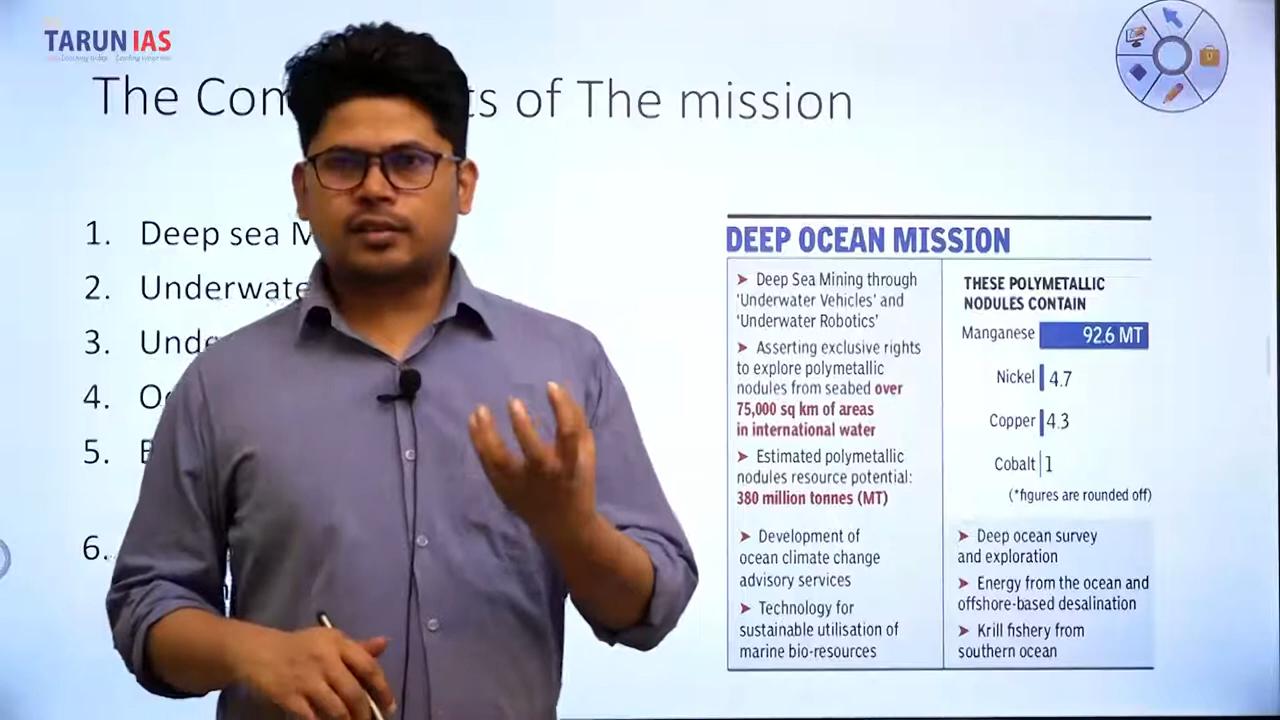 TARUN IAS
The Com ts of The mission
1. Deep sea M
2. Underwate
3. Unde
4. O
5. E
6.
DEEP OCEAN MISSION
➤ Deep Sea Mining through
'Underwater Vehicles' and
'Underwater Robotics'
➤ Asserting exclusive rights
to explore polymetallic
nodules from seabed over
75,000 sq km of areas
in international water
➤ Estimated polymetallic
nodules resource potential:
380 million tonnes (MT)
➤ Development of
ocean climate change
advisory services
➤ Technology for
sustainable utilisation of
marine bio-resources
THESE POLYMETALLIC
NODULES CONTAIN
Manganese 92.6 MT
Nickel 4.7
Copper 4.3
Cobalt 1
(*figures are rounded off)
➤ Deep ocean survey
and exploration
➤ Energy from the ocean and
offshore-based desalination
➤ Krill fishery from
southern ocean